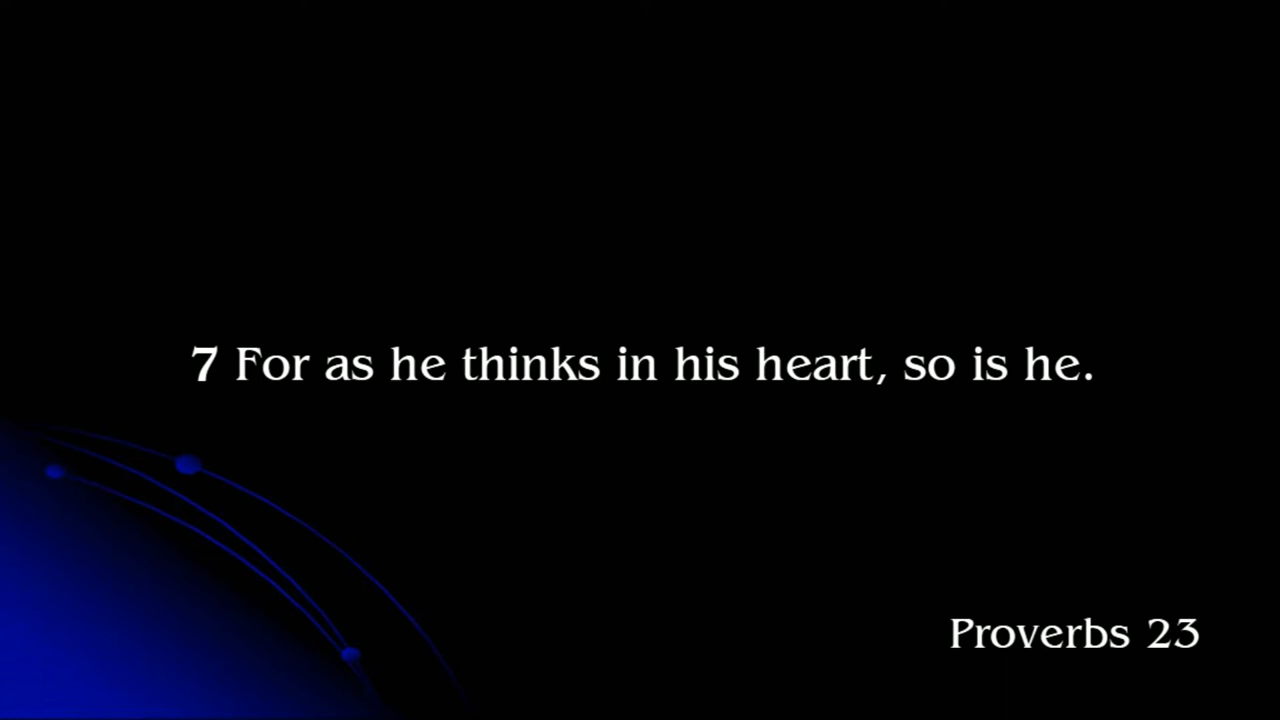 7 For as he thinks in his heart, so is he.
Proverbs 23